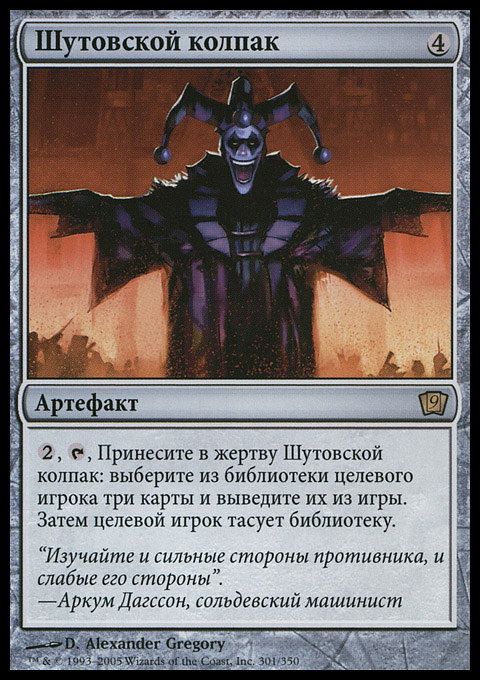 Шутовской колпак 4
Артефакт 9
2, , Принесите в жертву Шутовской
колпак: выберите из библиотеки целевого
игрока три карты и выведите их из игры.
Затем целевой игрок тасует библиотеку.
“Изучайте и сильные стороны противника, и
слабые его стороны”.
—Аркум Дагссон, сольдевский машинист
D. Alexander Gregory
™ & © 1993–2005 Wizards of the Coast, Inc. 301/350